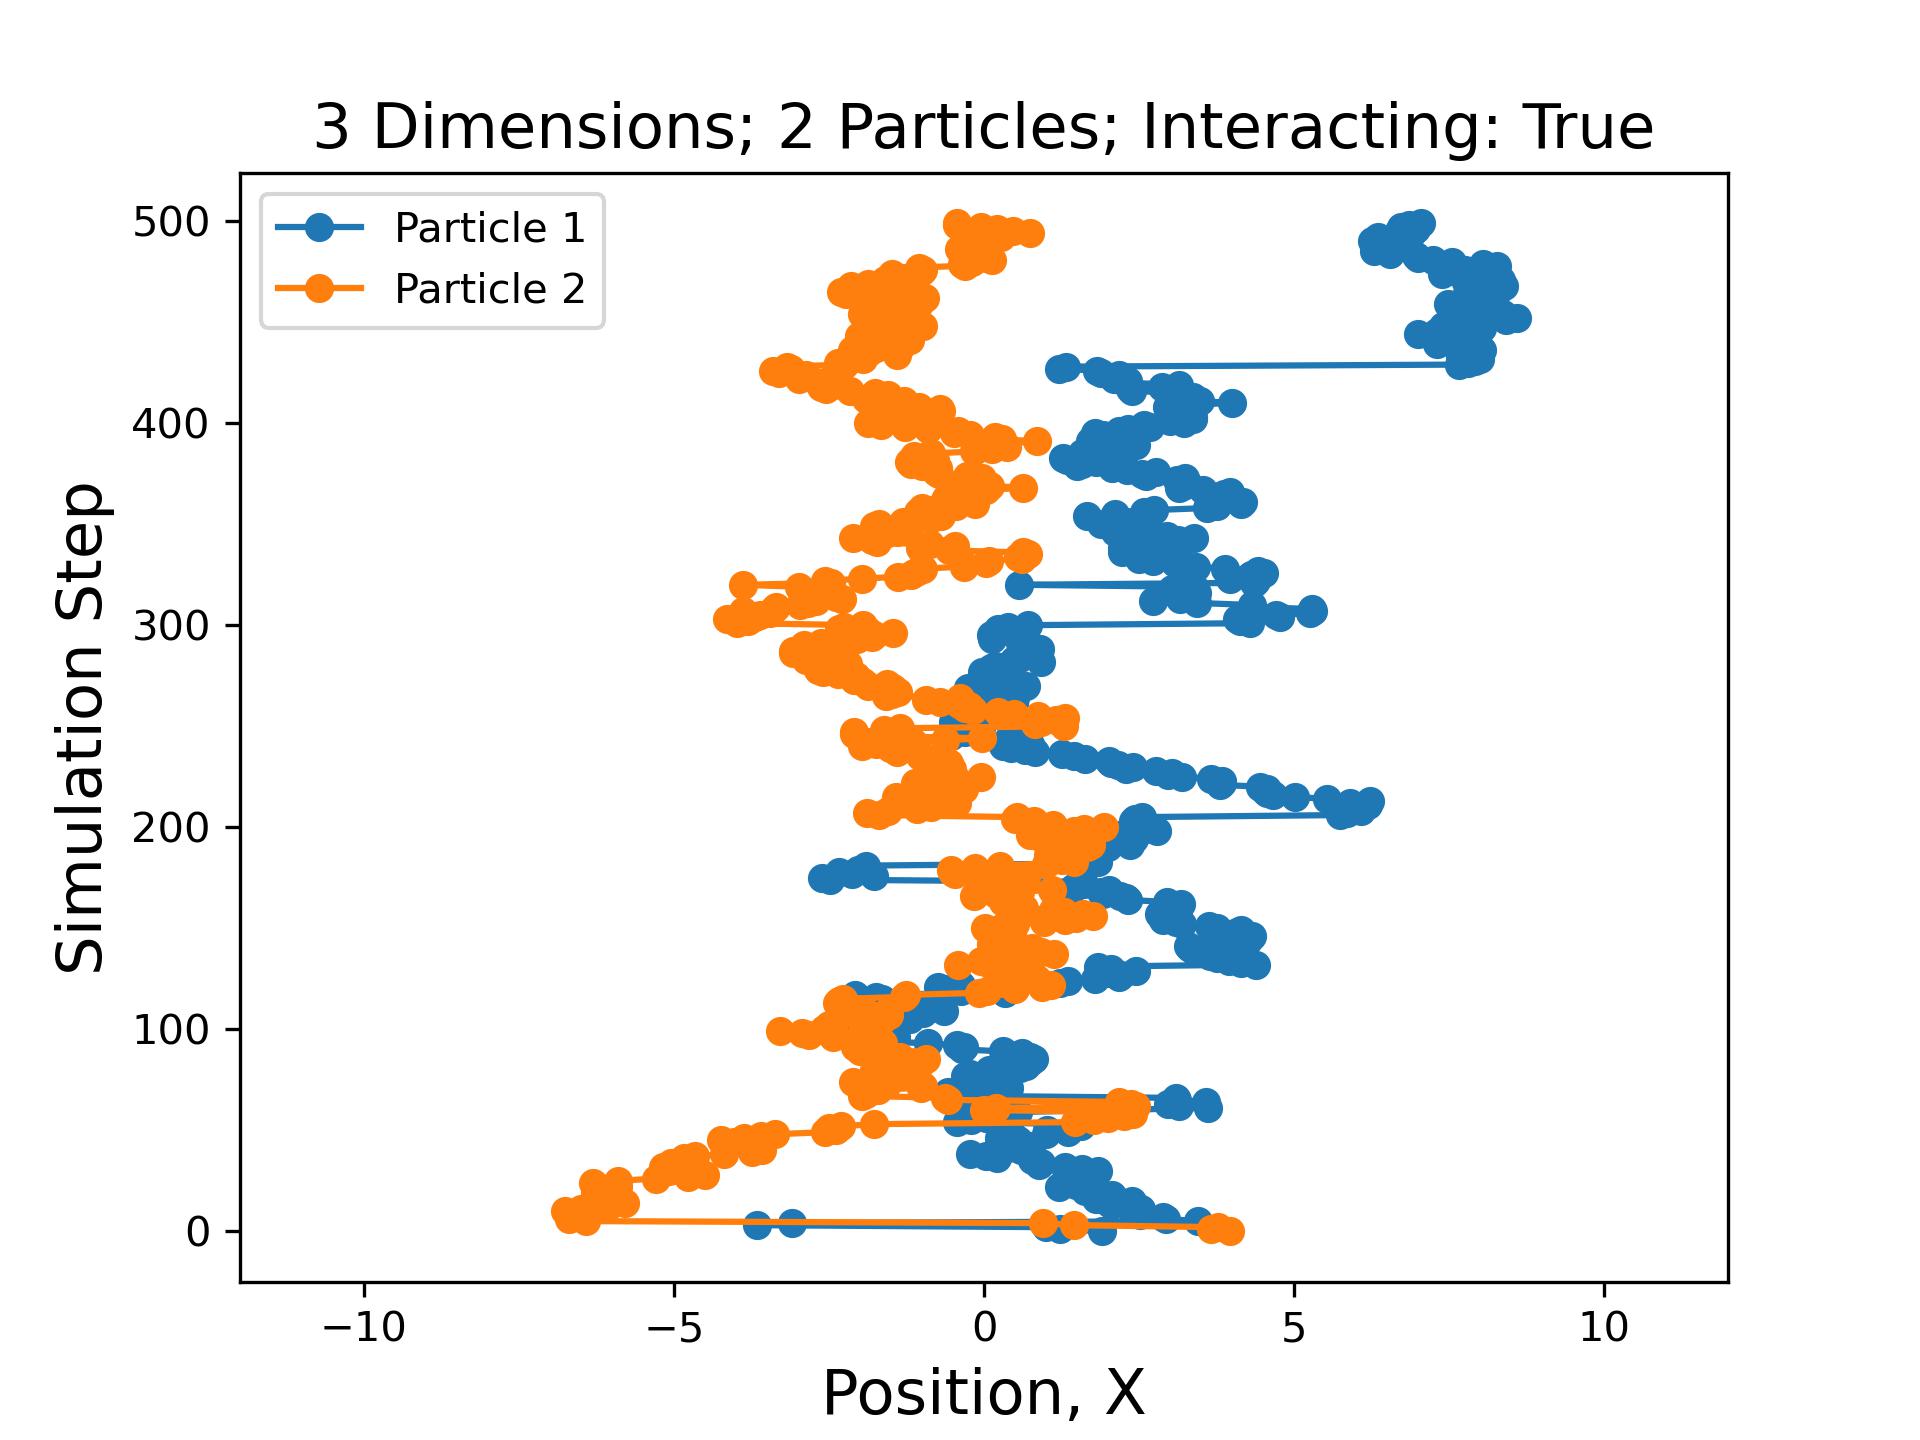 3 Dimensions; 2 Particles; Interacting: True
Particle 1
Particle 2
500
400
300
200
100
0
Simulation Step
−10
−5
0
5
10
Position, X